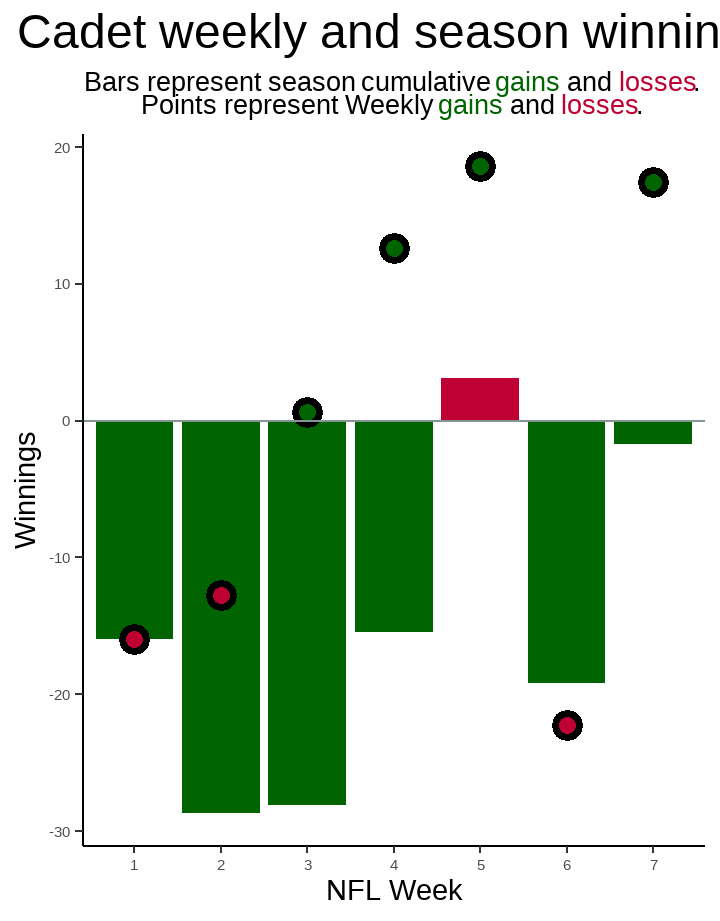 Cadet weekly and season winnin
Bars represent season cumulative gains and losses.
Points represent Weekly gains and losses.
20
10
0
-10
-20
-30
Winnings
1 2 3 4 5 6 7
NFL Week